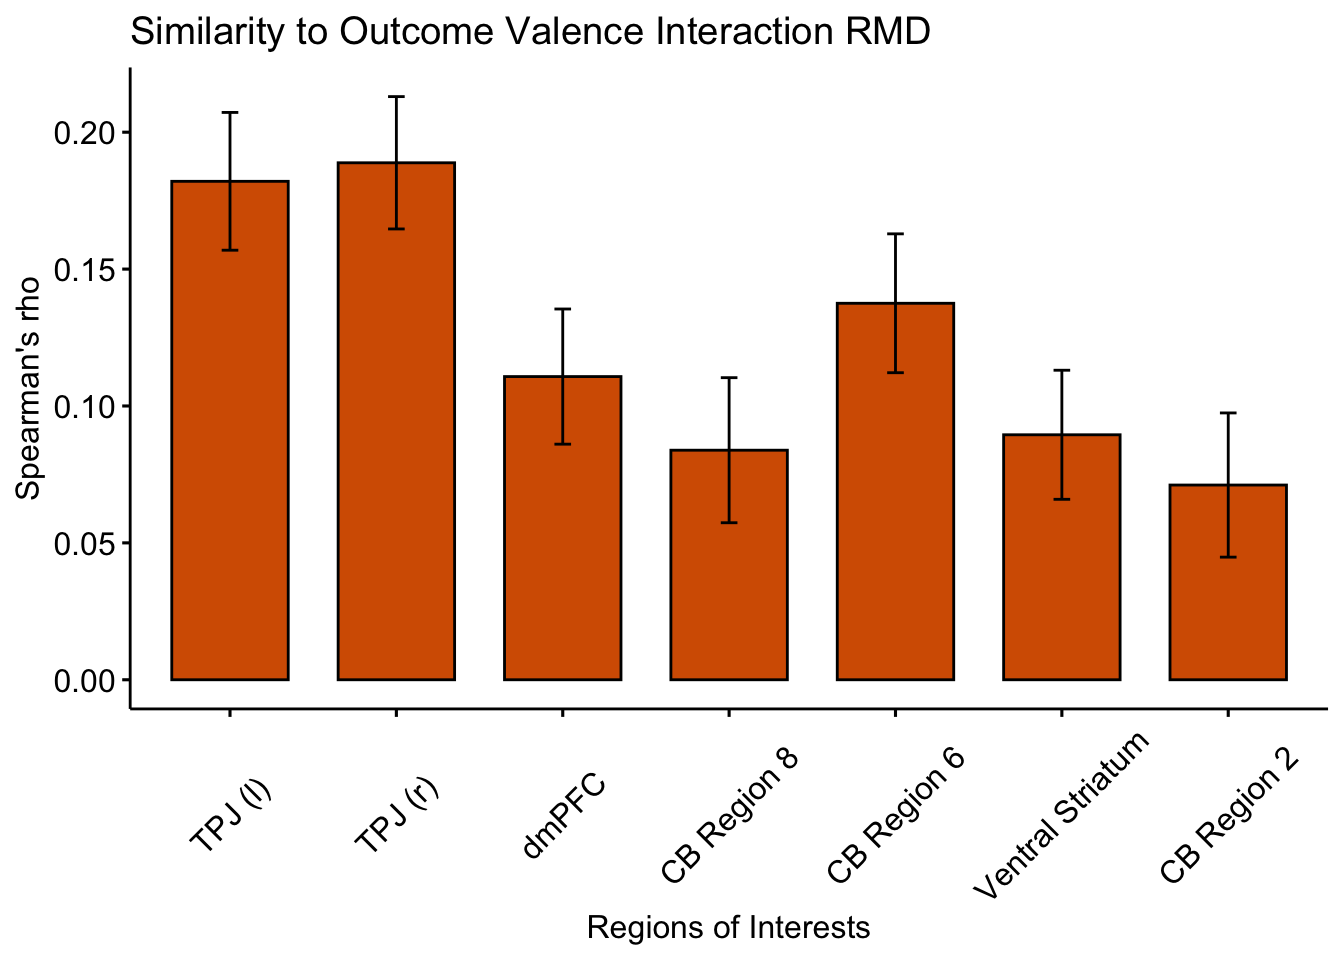 Similarity to Outcome Valence Interaction RMD
Spearman's rho
0.20
0.15
0.10
0.05
0.00
TPJ (l)
TPJ (r)
dmPFC
CB Region 8
CB Region 6
Ventral Striatum
CB Region 2
Regions of Interests